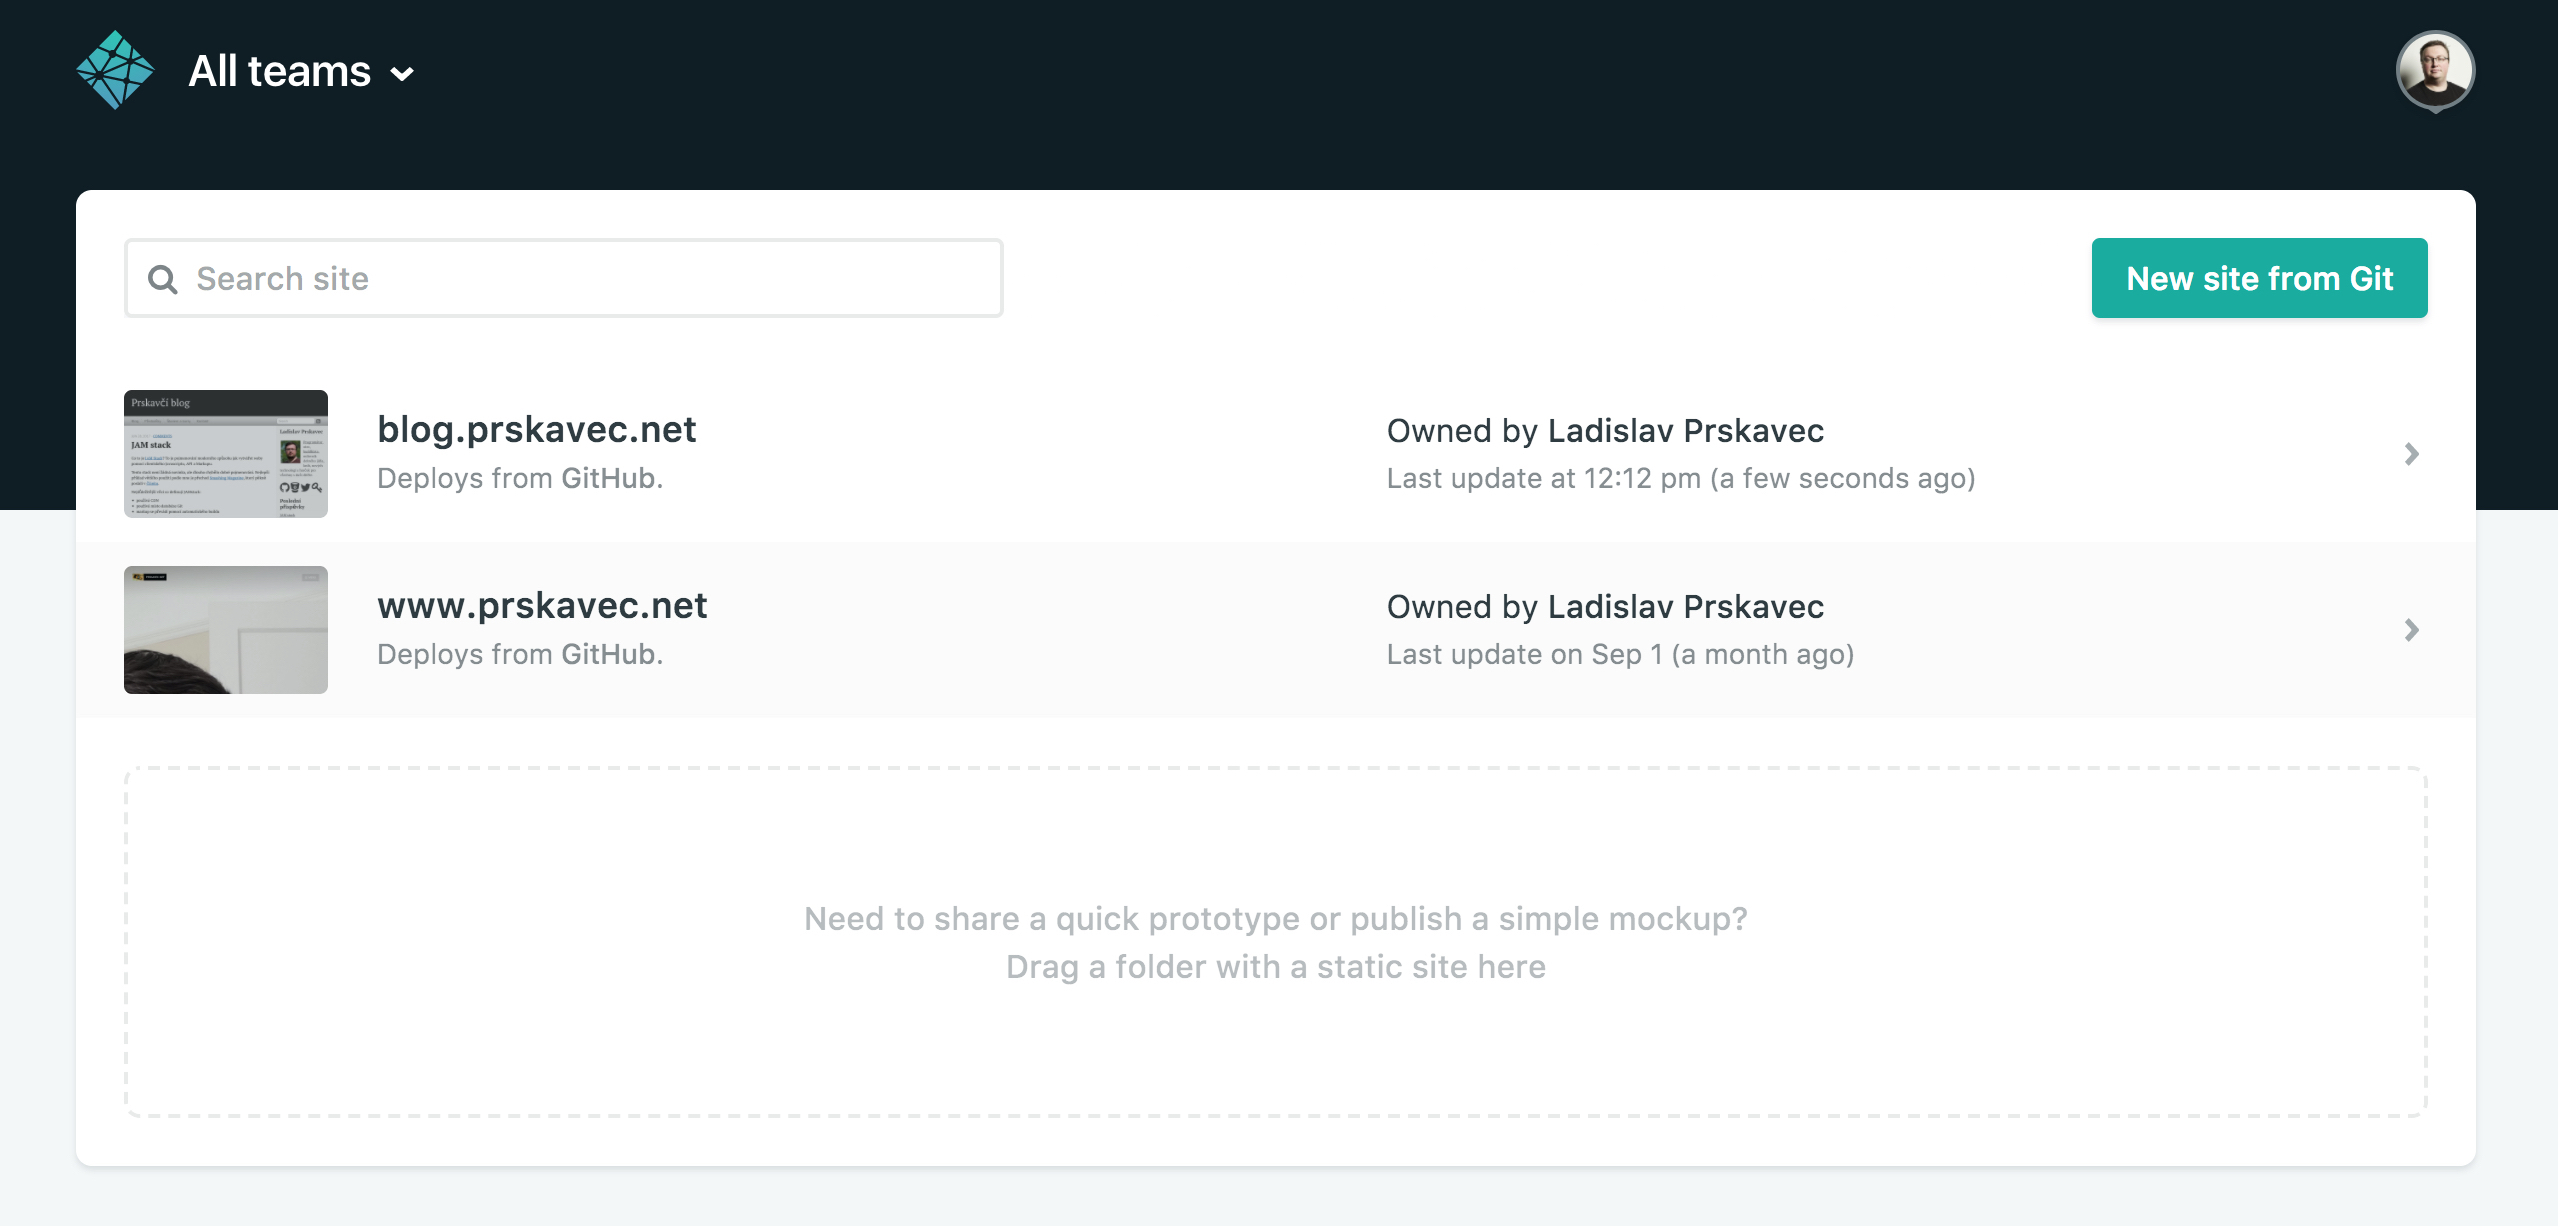 All teams
Search site
New site from Git
Prskavčí blog
JAM stack
Ladislav Prskavec
Poslední
příspěvky
blog.prskavec.net
Deploys from GitHub.
Owned by Ladislav Prskavec
Last update at 12:12 pm (a few seconds ago)
www.prskavec.net
Deploys from GitHub.
Owned by Ladislav Prskavec
Last update on Sep 1 (a month ago)
Need to share a quick prototype or publish a simple mockup?
Drag a folder with a static site here